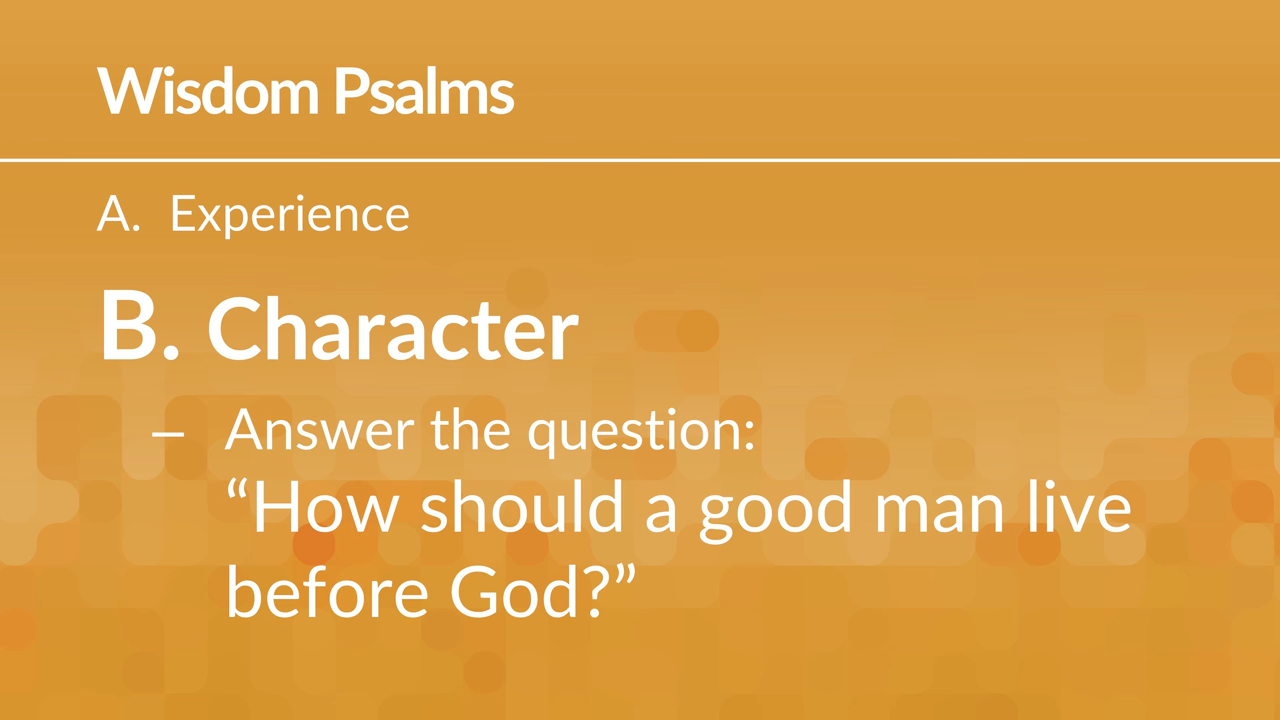 Wisdom Psalms
A. Experience
B. Character
– Answer the question:
“How should a good man live
before God?”